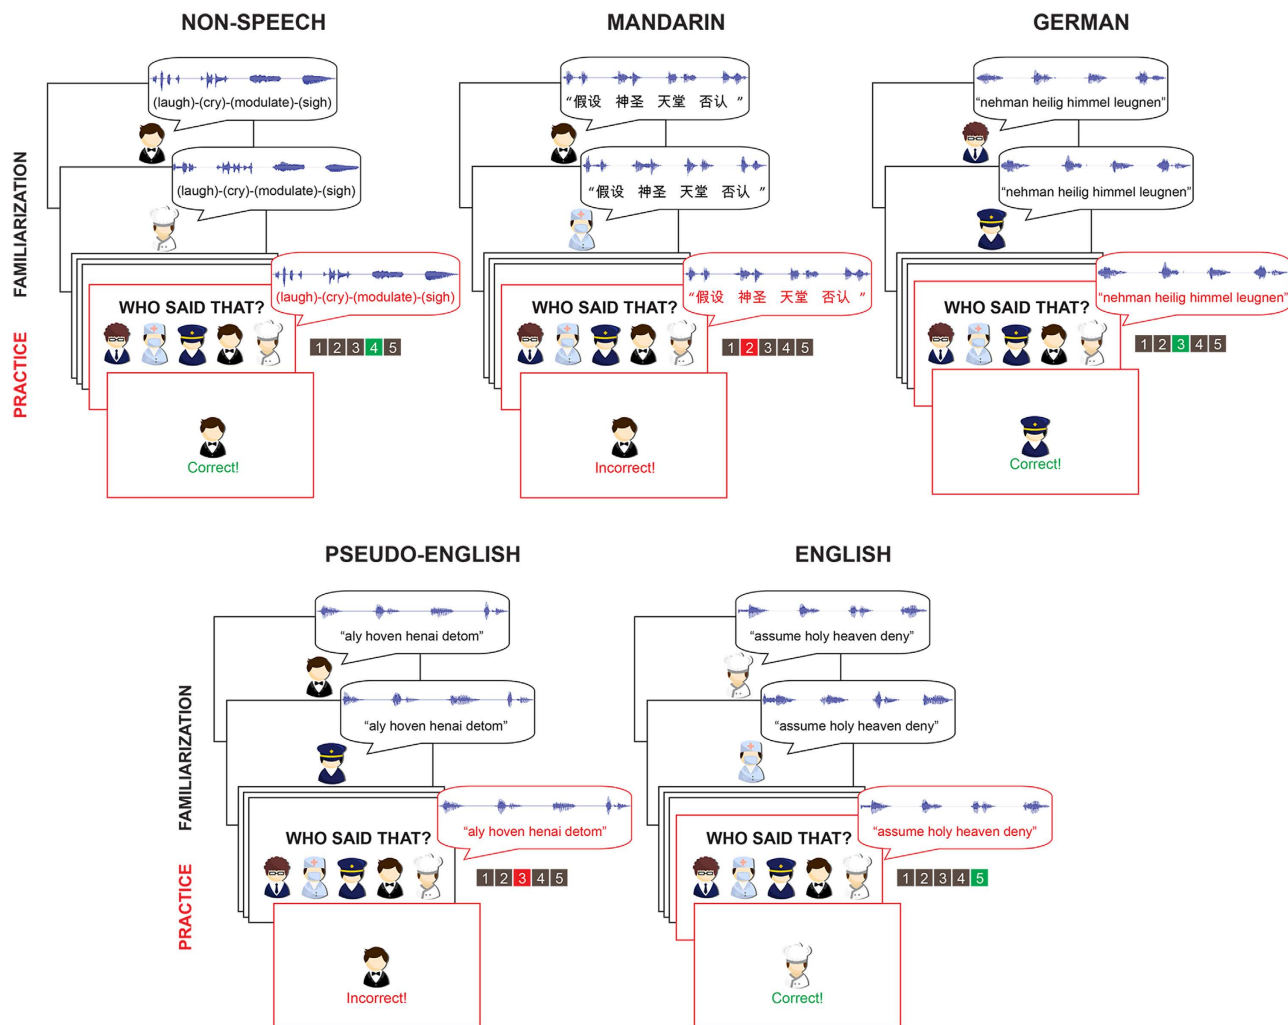 NON-SPEECH
(laugh)-(cry)-(modulate)-(sigh)
(laugh)-(cry)-(modulate)-(sigh)
(laugh)-(cry)-(modulate)-(sigh)
WHO SAID THAT?
1 2 3 4 5
Correct!
FAMILIARIZATION
PRACTICE
MANDARIN
“假设 神圣 天堂 否认 ”
“假设 神圣 天堂 否认 ”
“假设 神圣 天堂 否认 ”
WHO SAID THAT?
1 2 3 4 5
Incorrect!
GERMAN
“nehman heilig himmel leugnen”
“nehman heilig himmel leugnen”
“nehman heilig himmel leugnen”
WHO SAID THAT?
1 2 3 4 5
Correct!
PSEUDO-ENGLISH
“aly hoven henai detom”
“aly hoven henai detom”
“aly hoven henai detom”
WHO SAID THAT?
1 2 3 4 5
Incorrect!
FAMILIARIZATION
PRACTICE
ENGLISH
“assume holy heaven deny”
“assume holy heaven deny”
“assume holy heaven deny”
WHO SAID THAT?
1 2 3 4 5
Correct!